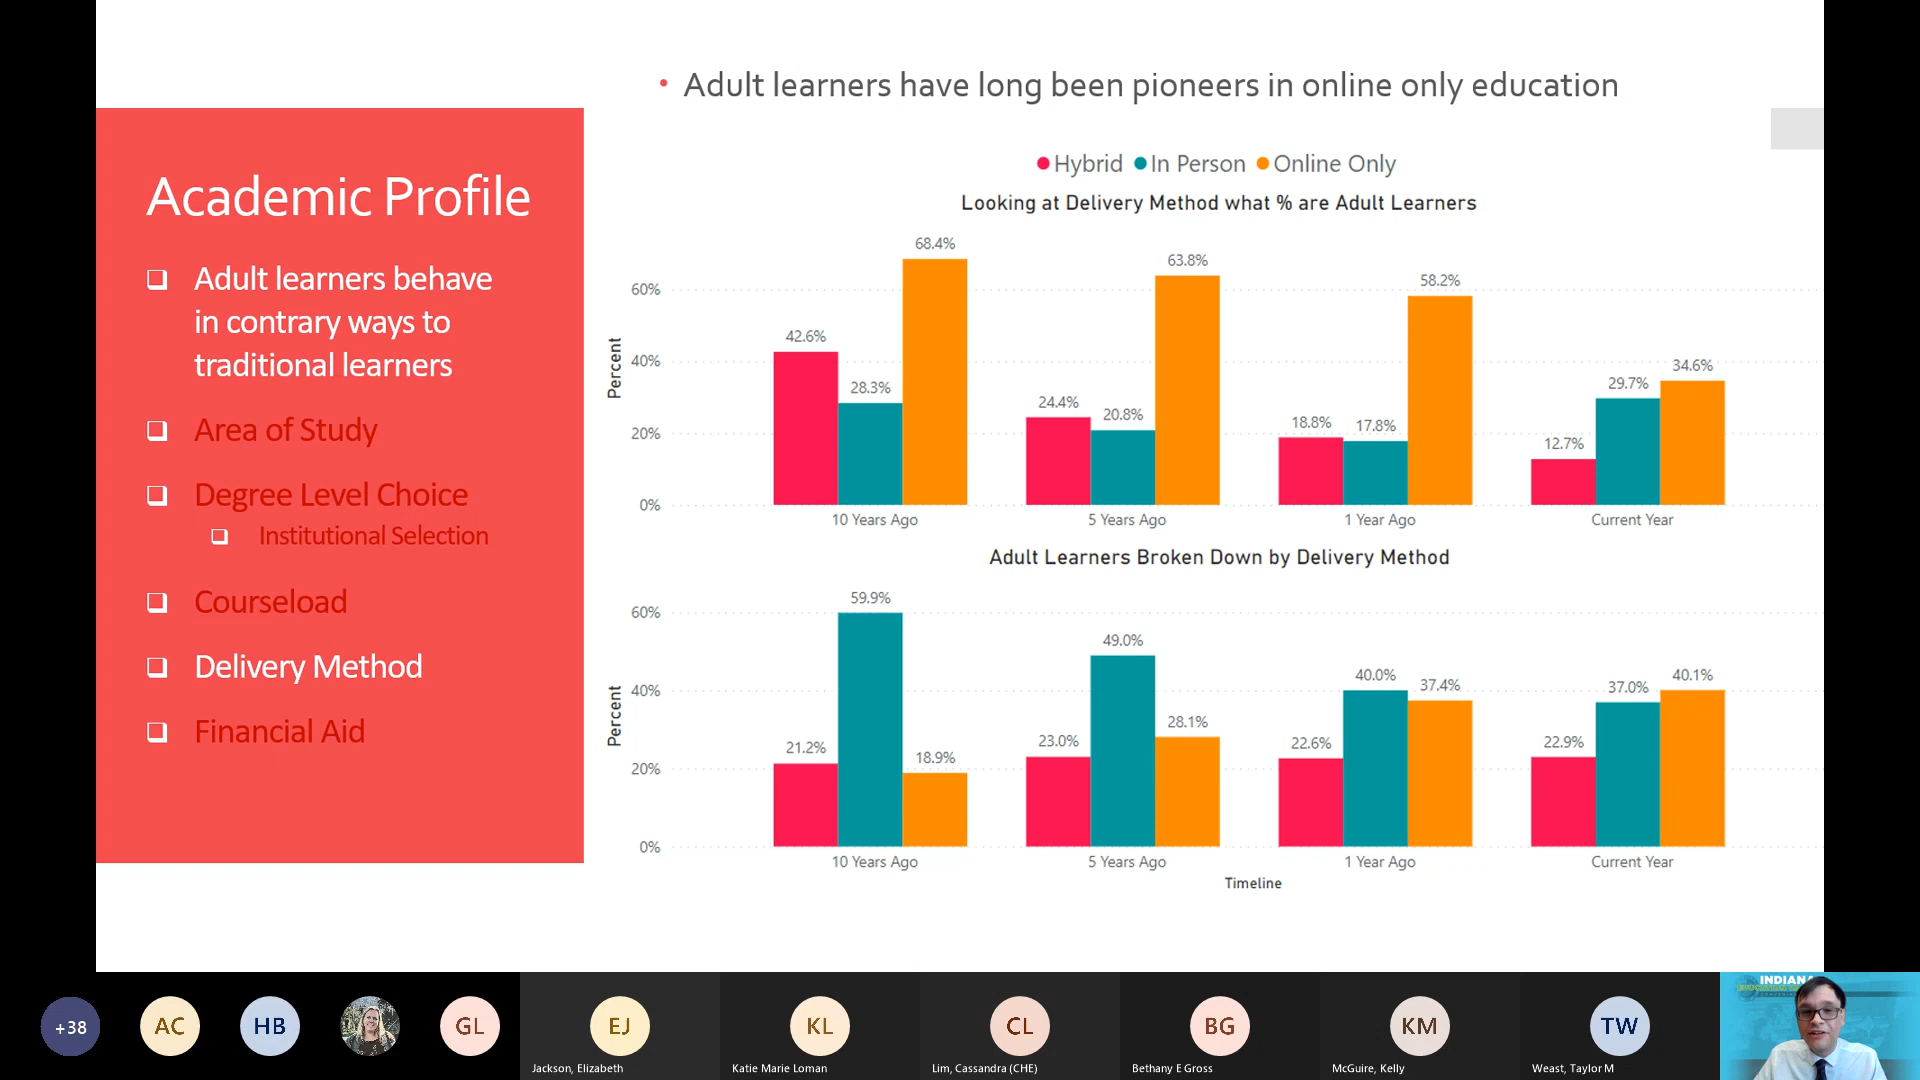 Adult learners have long been pioneers in online only education
Academic Profile
Adult learners behave
in contrary ways to
traditional learners
Area of Study
Degree Level Choice
Institutional Selection
Courseload
Delivery Method
Financial Aid
Hybrid In Person Online Only
Looking at Delivery Method what % are Adult Learners
Percent
60%
40%
20%
0%
42.6% 28.3% 68.4%
24.4% 20.8% 63.8%
18.8% 17.8% 58.2%
12.7% 29.7% 34.6%
10 Years Ago 5 Years Ago 1 Year Ago Current Year
Adult Learners Broken Down by Delivery Method
Percent
60%
40%
20%
0%
21.2% 59.9% 18.9%
23.0% 49.0% 28.1%
22.6% 40.0% 37.4%
22.9% 37.0% 40.1%
10 Years Ago 5 Years Ago 1 Year Ago Current Year
Timeline
+38 AC HB GL EJ KL CL BG KM TW
Jackson, Elizabeth Katie Marie Loman Lim, Cassandra (CHE) Bethany E Gross McGuire, Kelly Weast, Taylor M
INDIANA